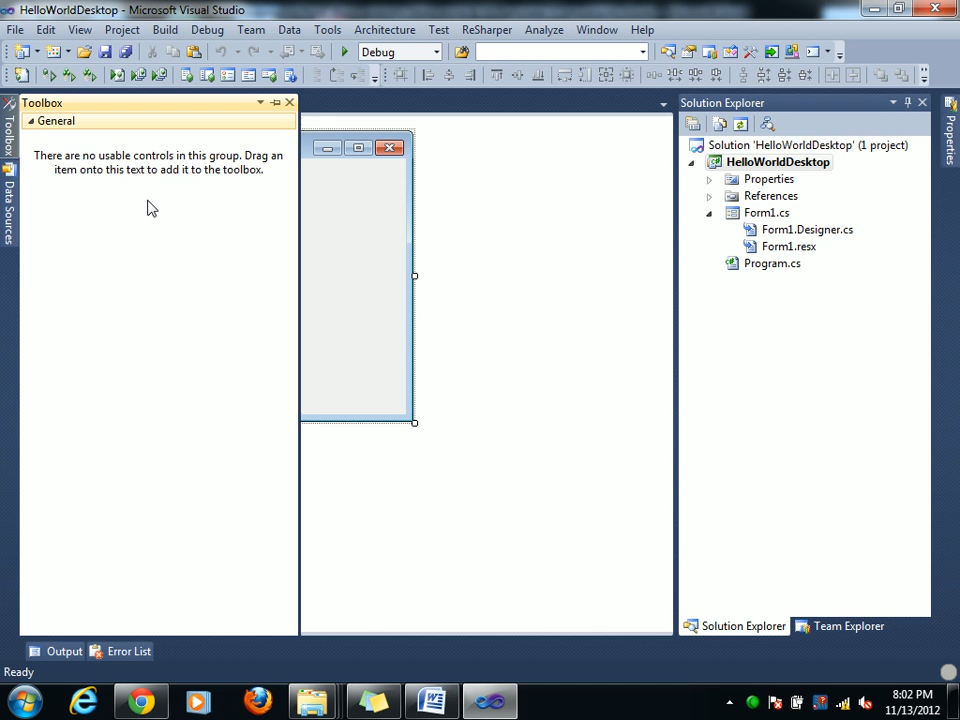 HelloWorldDesktop - Microsoft Visual Studio
File Edit View Project Build Debug Team Data Tools Architecture Test ReSharper Analyze Window Help
Debug
Toolbox
General
There are no usable controls in this group. Drag an
item onto this text to add it to the toolbox.
Toolbox
Data Sources
Solution Explorer
Solution 'HelloWorldDesktop' (1 project)
HelloWorldDesktop
Properties
References
Form1.cs
Form1.Designer.cs
Form1.resx
Program.cs
Properties
Solution Explorer Team Explorer
Output Error List
Ready
8:02 PM
11/13/2012